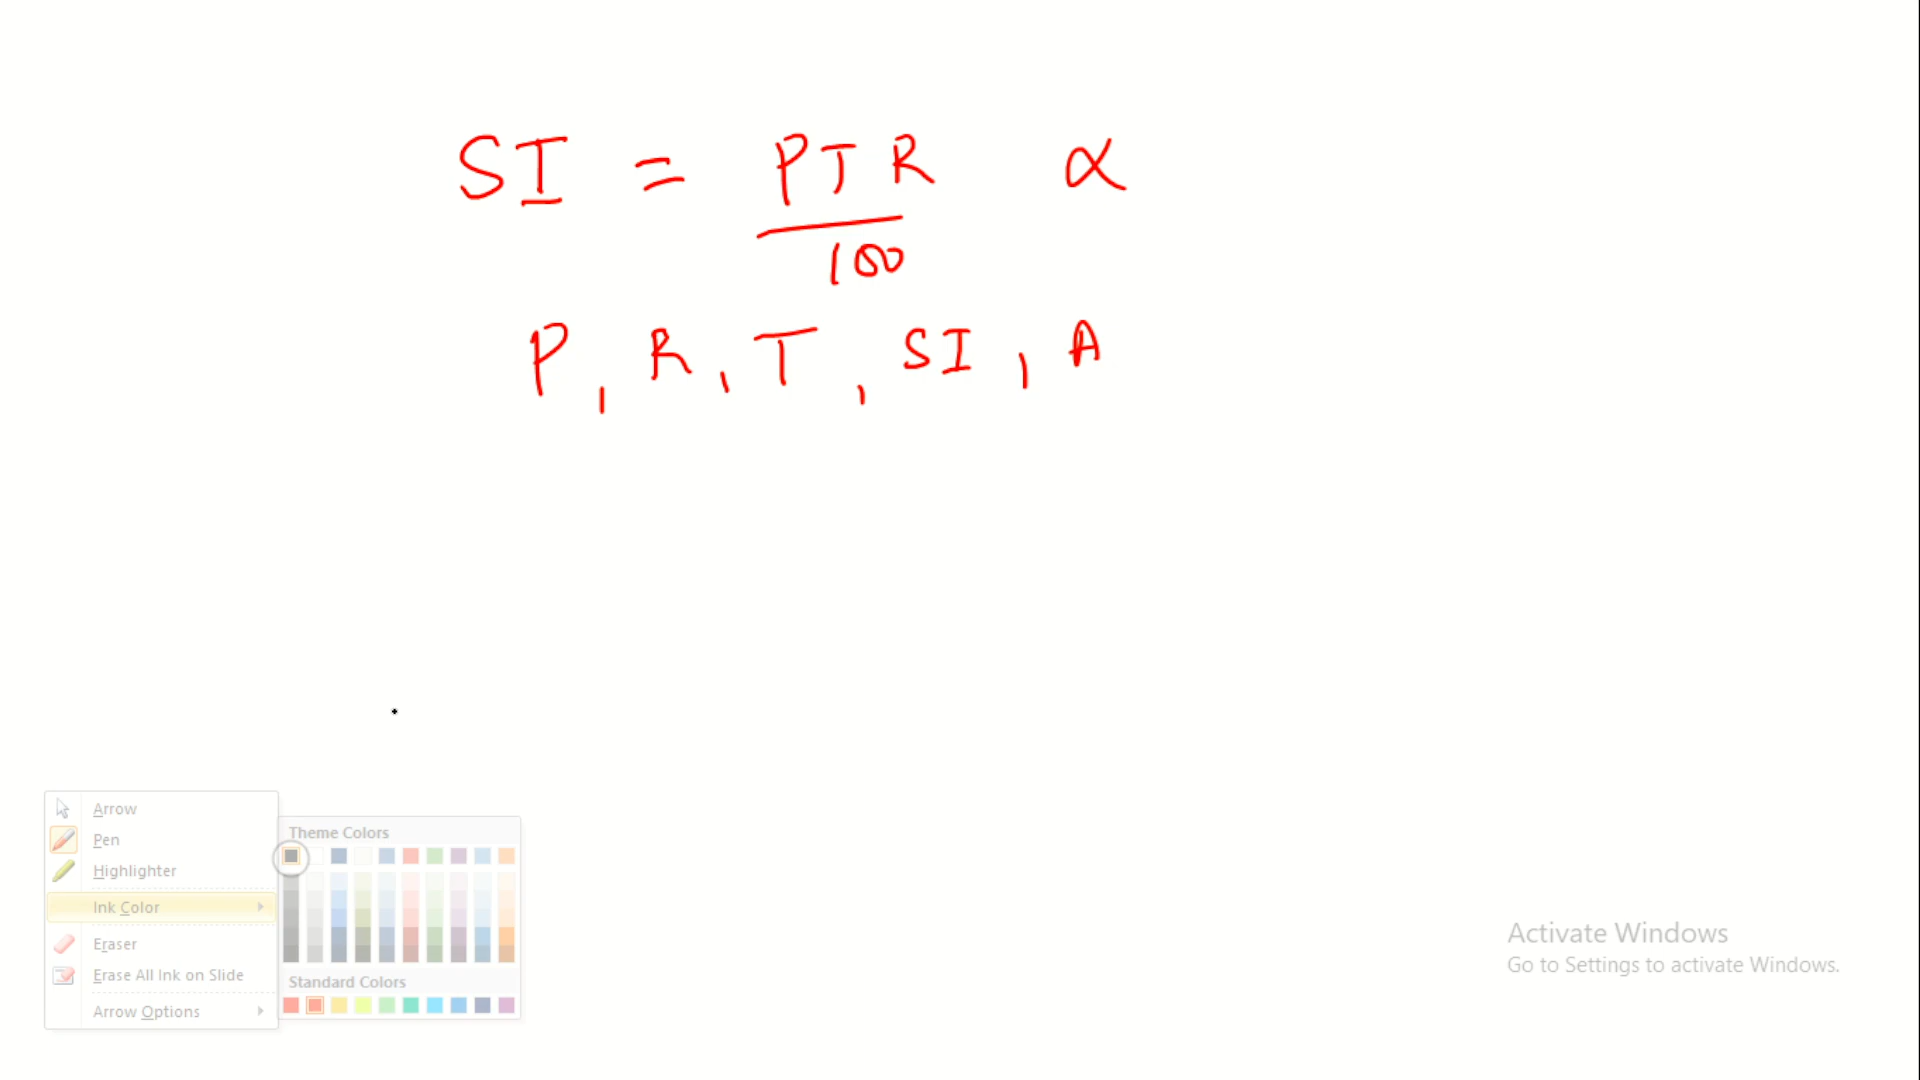 SI = PTR α
100
P, R, T, SI, A
Arrow
Pen
Highlighter
Ink Color
Eraser
Erase All Ink on Slide
Arrow Options
Theme Colors
Standard Colors
Activate Windows
Go to Settings to activate Windows.